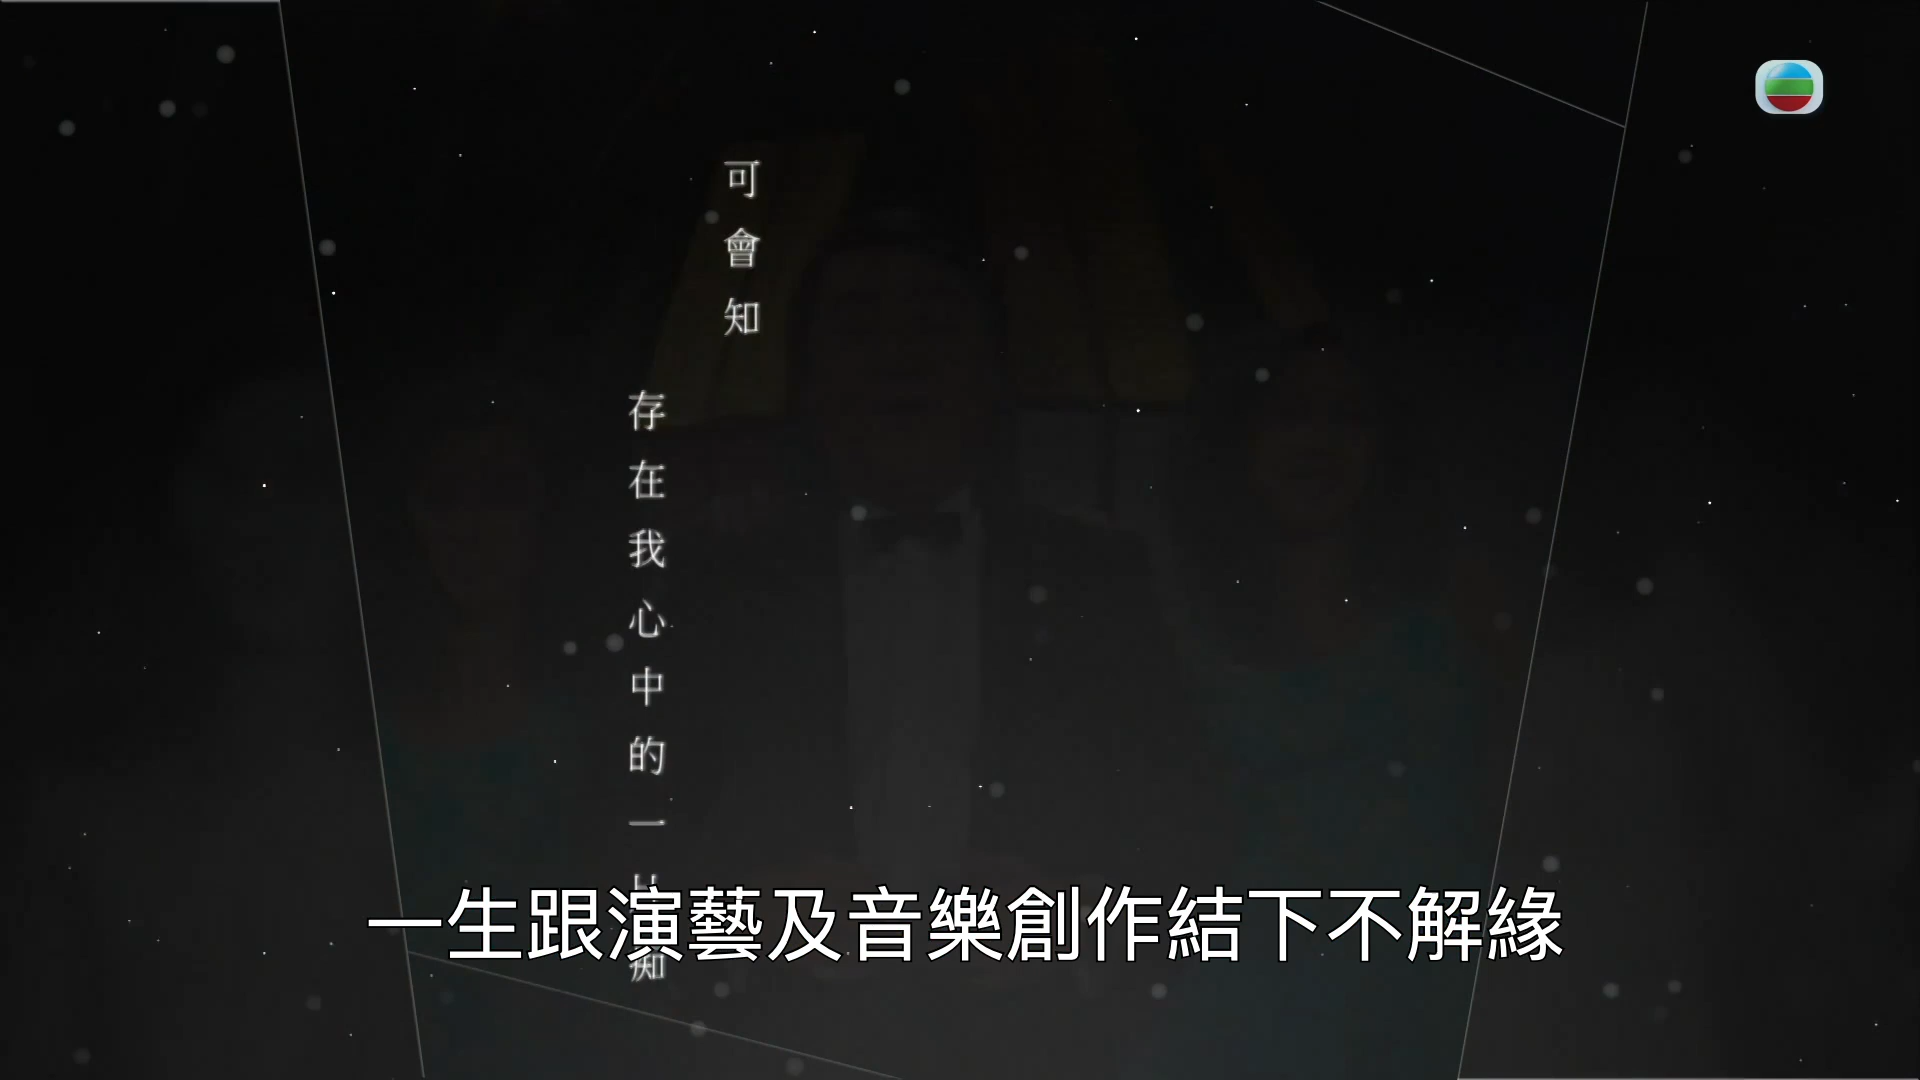 可會知
存在我心中的一
一生跟演藝及音樂創作結下不解緣